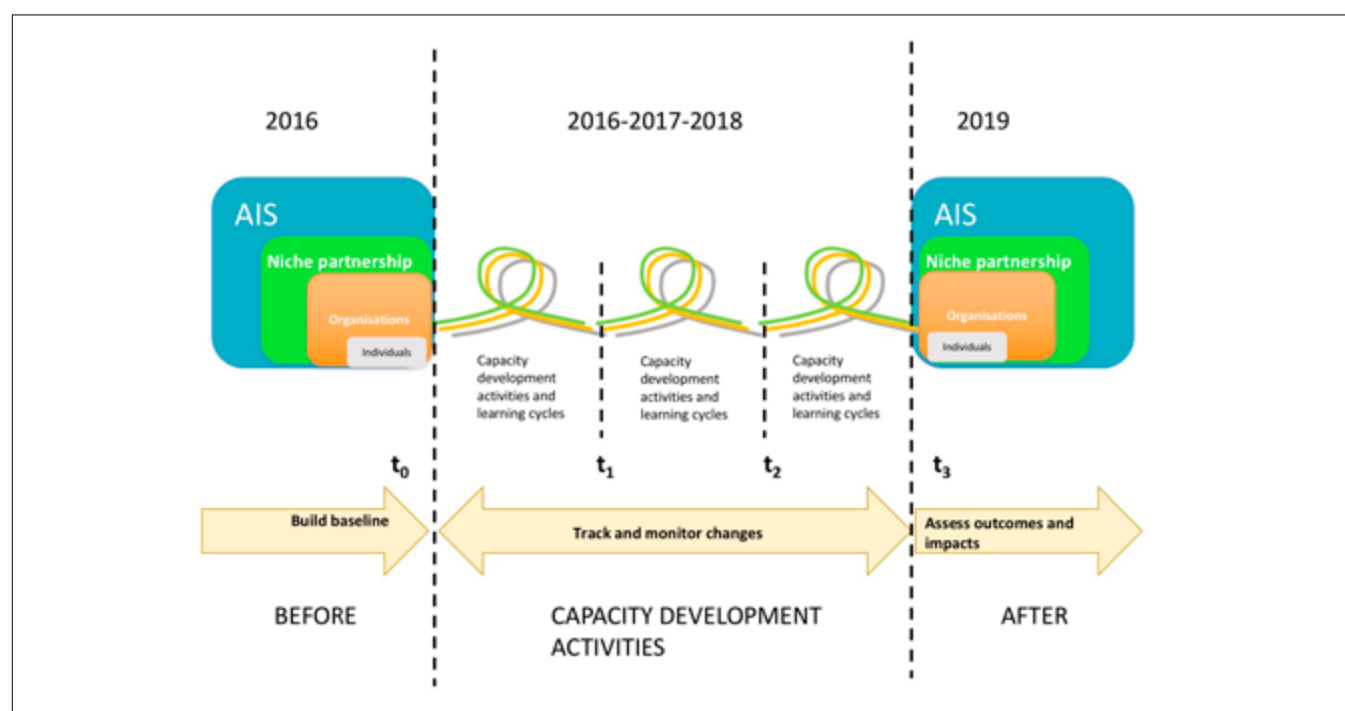 2016
2016-2017-2018
2019
AIS
Niche partnership
Organisations
Individuals
AIS
Niche partnership
Organisations
Individuals
Capacity
development
activities and
learning cycles
Capacity
development
activities and
learning cycles
Capacity
development
activities and
learning cycles
t₀
t₁
t₂
t₃
Build baseline
Track and monitor changes
Assess outcomes and
impacts
BEFORE
CAPACITY DEVELOPMENT
ACTIVITIES
AFTER